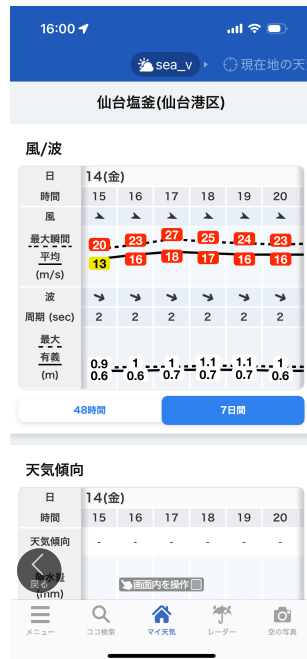 16:00
sea_v
現在地の天
仙台塩釜(仙台港区)
風/波
日 14(金)
時間 15 16 17 18 19 20
風
最大瞬間 20 23 27 25 24 23
平均 13 16 18 17 16 16
(m/s)
波
周期 (sec) 2 2 2 2 2 2
最大 0.9 1 1 1.1 1.1 1
有義 0.6 0.6 0.7 0.7 0.7 0.6
(m)
48時間 7日間
天気傾向
日 14(金)
時間 15 16 17 18 19 20
天気傾向 - - - - - -
戻る
降水量
(mm)
画面内を操作
メニュー ココ検索 マイ天気 レーダー 空の写真